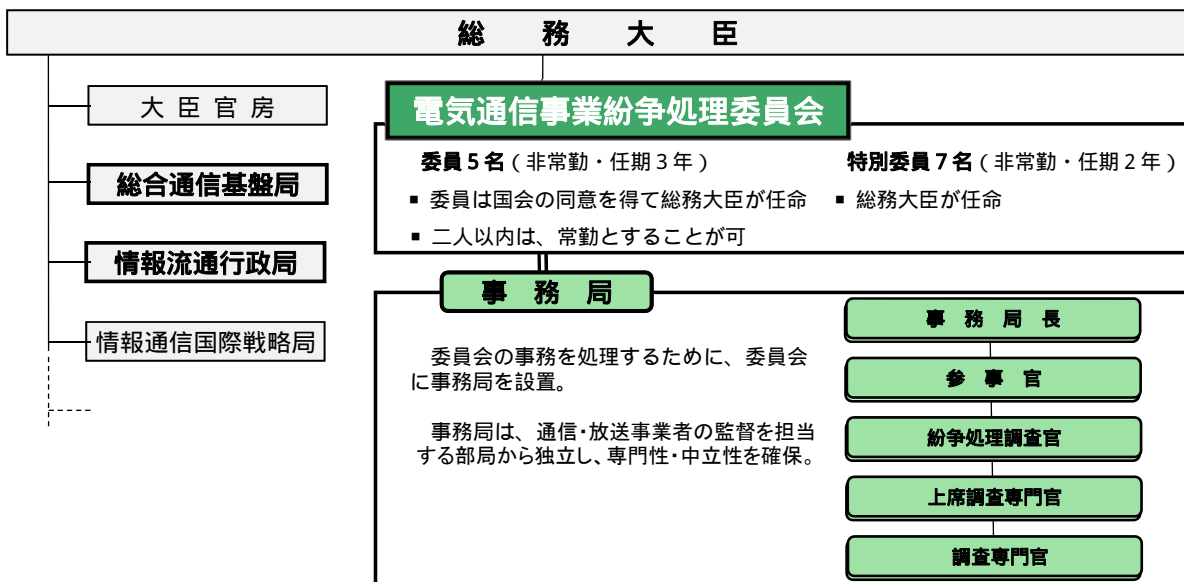 総務大臣
大臣官房
総合通信基盤局
情報流通行政局
情報通信国際戦略局
電気通信事業紛争処理委員会
委員5名(非常勤・任期3年)
■ 委員は国会の同意を得て総務大臣が任命
■ 二人以内は、常勤とすることが可
特別委員7名(非常勤・任期2年)
■ 総務大臣が任命
事務局
委員会の事務を処理するために、委員会
に事務局を設置。
事務局は、通信・放送事業者の監督を担当
する部局から独立し、専門性・中立性を確保。
事務局長
参事官
紛争処理調査官
上席調査専門官
調査専門官